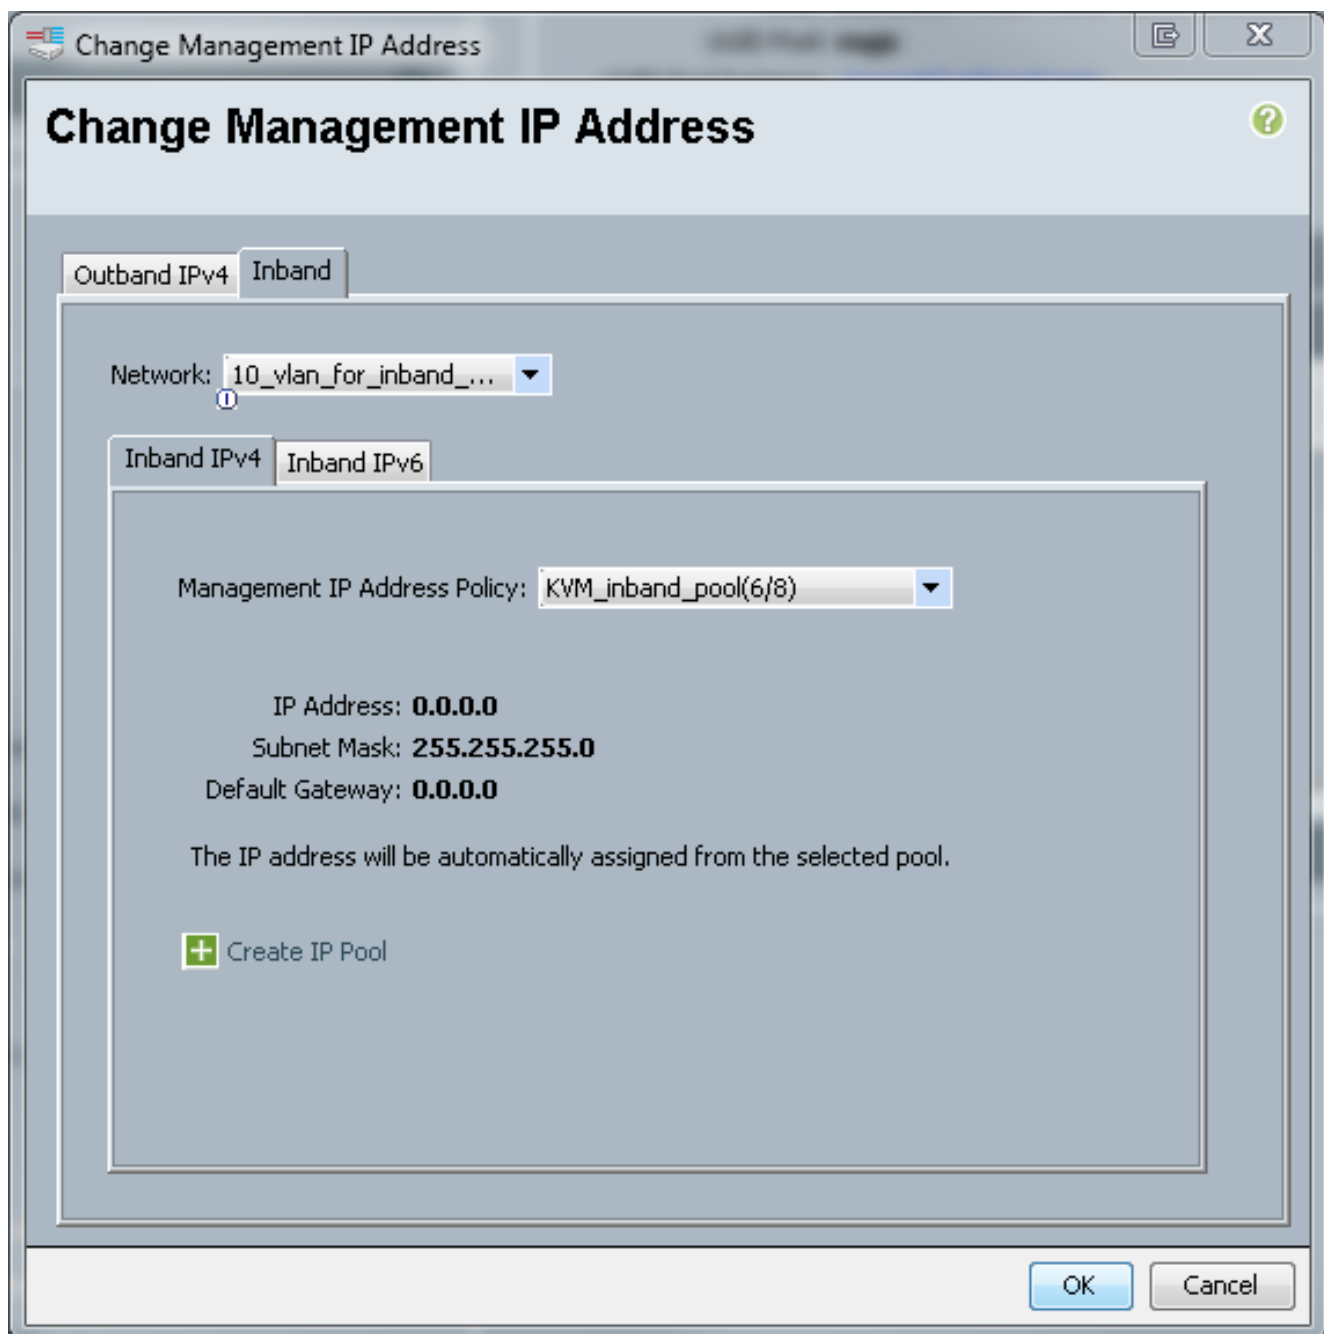 Change Management IP Address
Change Management IP Address
Outband IPv4 Inband
Network: 10_vlan_for_inband_...
Inband IPv4 Inband IPv6
Management IP Address Policy: KVM_inband_pool(6/8)
IP Address: 0.0.0.0
Subnet Mask: 255.255.255.0
Default Gateway: 0.0.0.0
The IP address will be automatically assigned from the selected pool.
Create IP Pool
OK Cancel